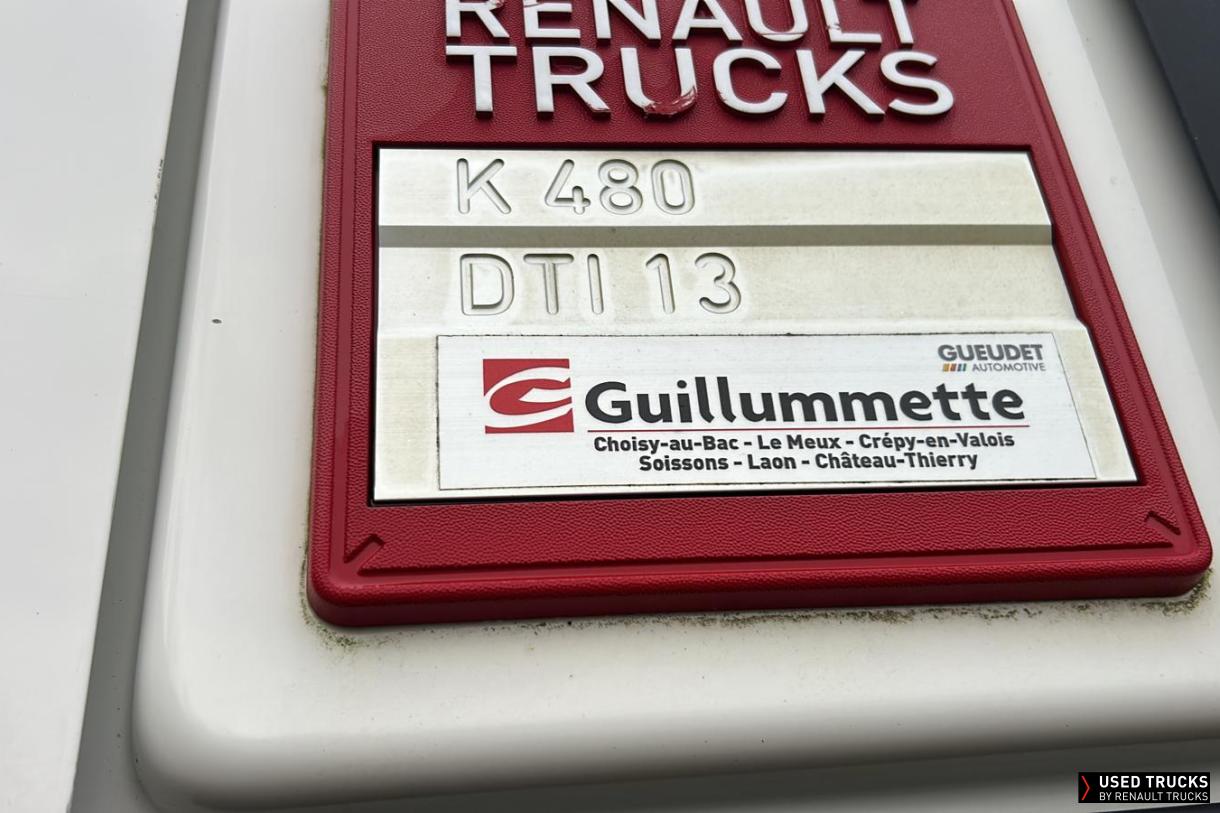 RENAULT
TRUCKS
K 480
DTI 13
GUEUDET
AUTOMOTIVE
Guillummette
Choisy-au-Bac - Le Meux - Crépy-en-Valois
Soissons - Laon - Château-Thierry
USED TRUCKS
BY RENAULT TRUCKS